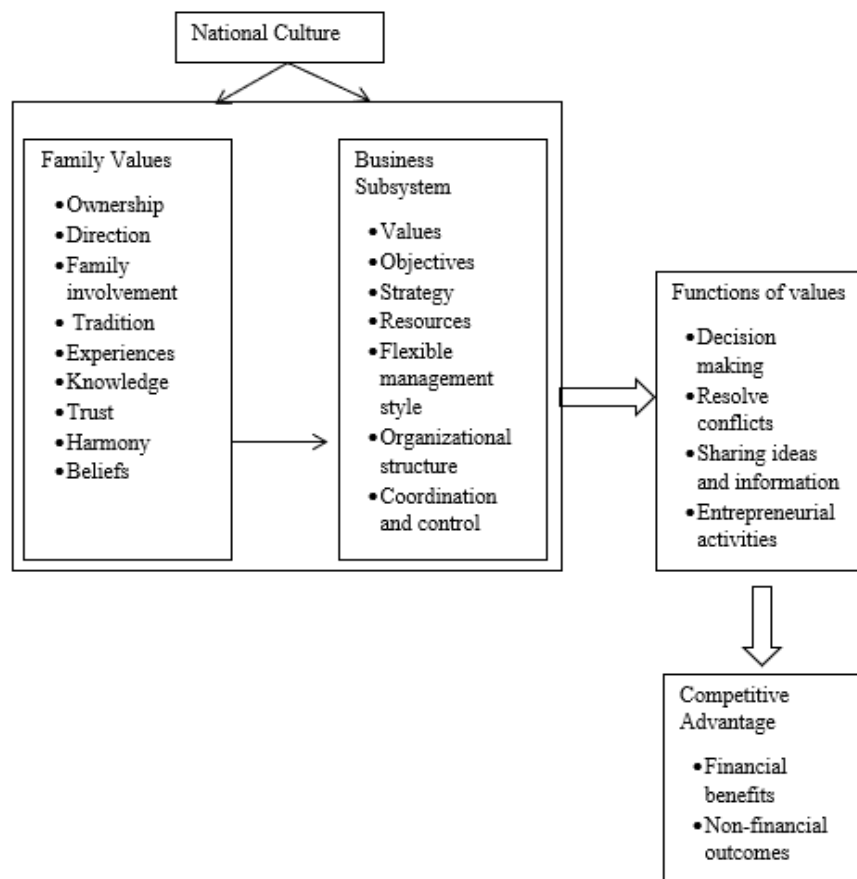 National Culture
Family Values
•Ownership
•Direction
•Family
involvement
• Tradition
•Experiences
•Knowledge
•Trust
•Harmony
•Beliefs
Business
Subsystem
•Values
•Objectives
•Strategy
•Resources
•Flexible
management
style
•Organizational
structure
•Coordination
and control
Functions of values
•Decision
making
•Resolve
conflicts
•Sharing ideas
and information
•Entrepreneurial
activities
Competitive
Advantage
•Financial
benefits
•Non-financial
outcomes